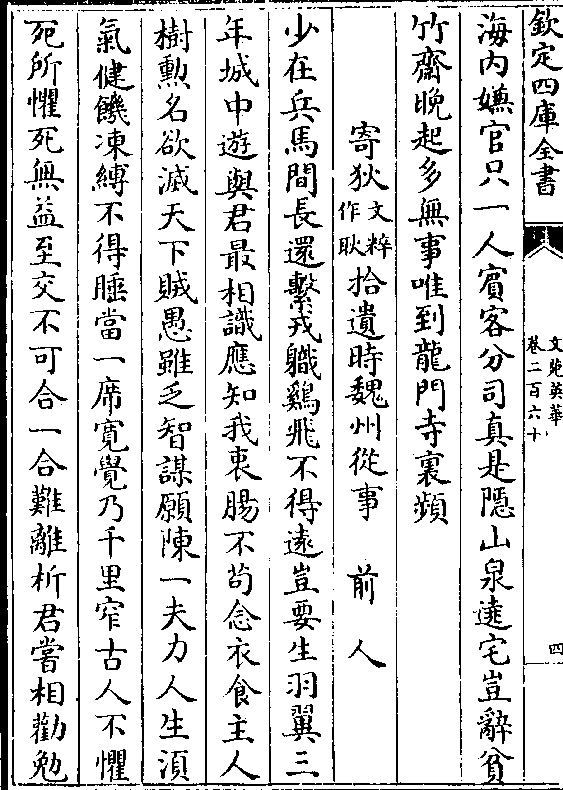 欽定四庫全書
文苑英華
卷二百六十
四
海内嫌官只一人賓客分司真是隱山泉遶宅豈辭貧
竹齋晚起多無事唯到龍門寺裏頻
寄狄文粹作耿拾遺時魏州從事 前人
少在兵馬間長還繫戎職鷄飛不得遠豈要生羽翼三
年城中遊與君最相識應知我衷腸不茍念衣食主人
樹勲名欲滅天下賊愚雖乏智謀願陳一夫力人生湏
氣健饑凍縛不得睡當一席寛覺乃千里窄古人不懼
死所懼死無益至交不可合一合難離析君嘗相勸勉